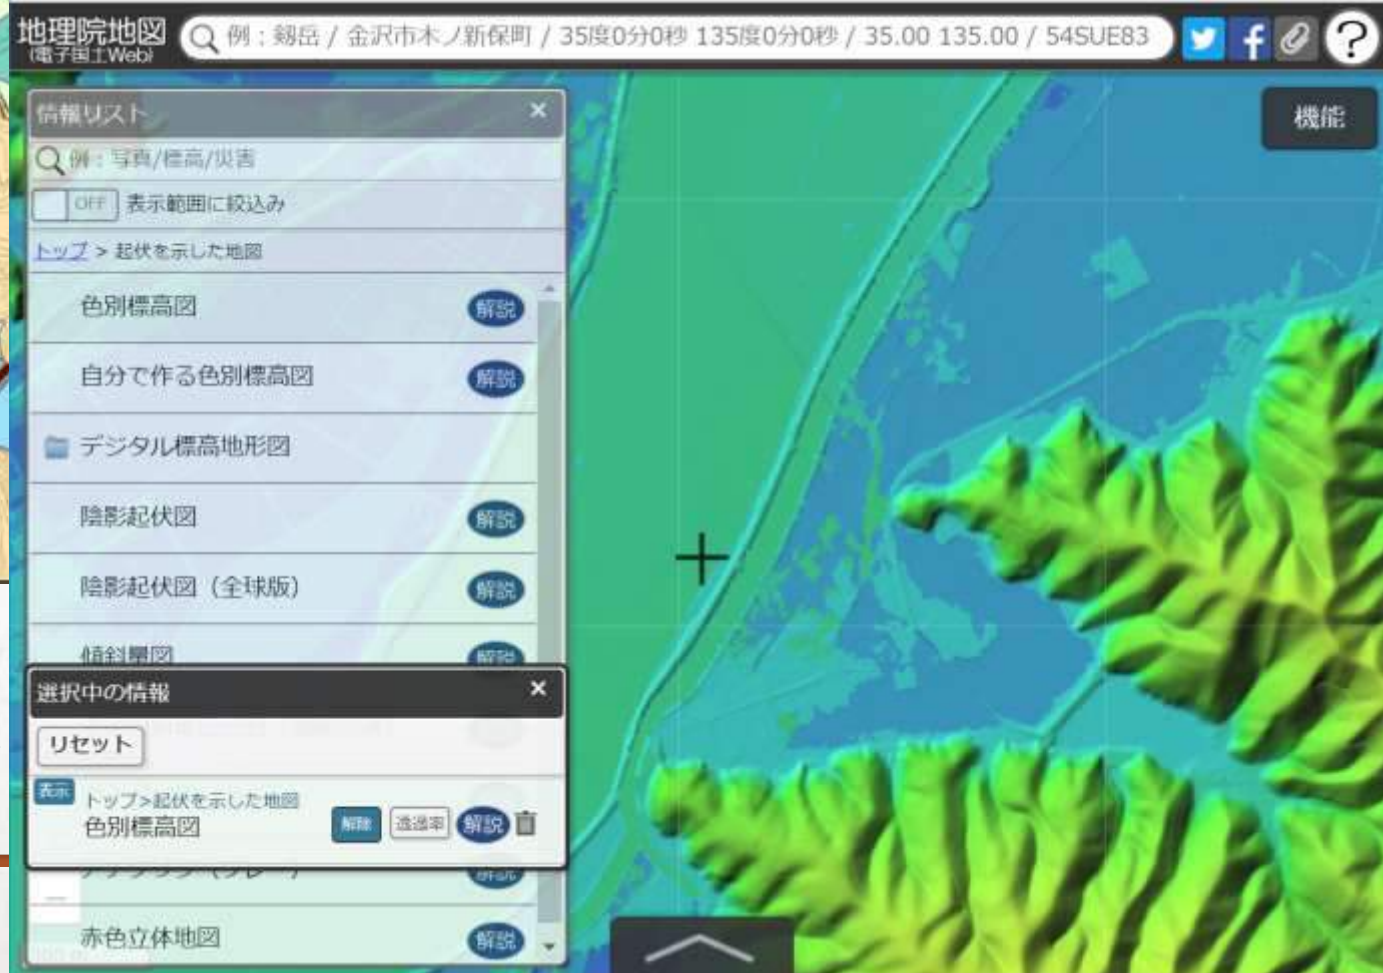 地理院地図
(電子国土Web)
例：剱岳 / 金沢市木ノ新保町 / 35度0分0秒 135度0分0秒 / 35.00 135.00 / 54SUE83
?
機能
情報リスト ×
例：写真/標高/災害
OFF 表示範囲に絞込み
トップ > 起伏を示した地図
色別標高図 解説
自分で作る色別標高図 解説
デジタル標高地形図
陰影起伏図 解説
陰影起伏図（全球版） 解説
傾斜量図 解説
選択中の情報 ×
リセット
表示
トップ>起伏を示した地図
色別標高図 解除 透過率 解説
解説
赤色立体地図 解説